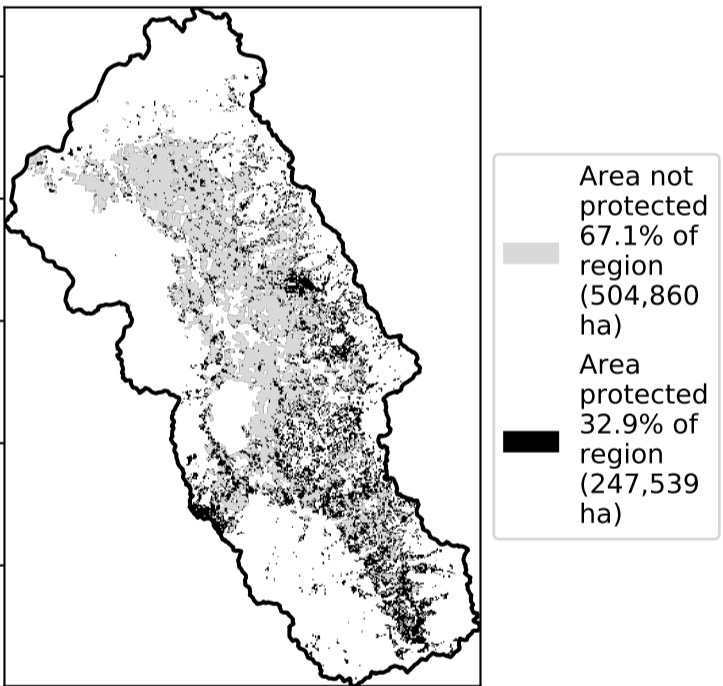 Area not
protected
67.1% of
region
(504,860
ha)
Area
protected
32.9% of
region
(247,539
ha)